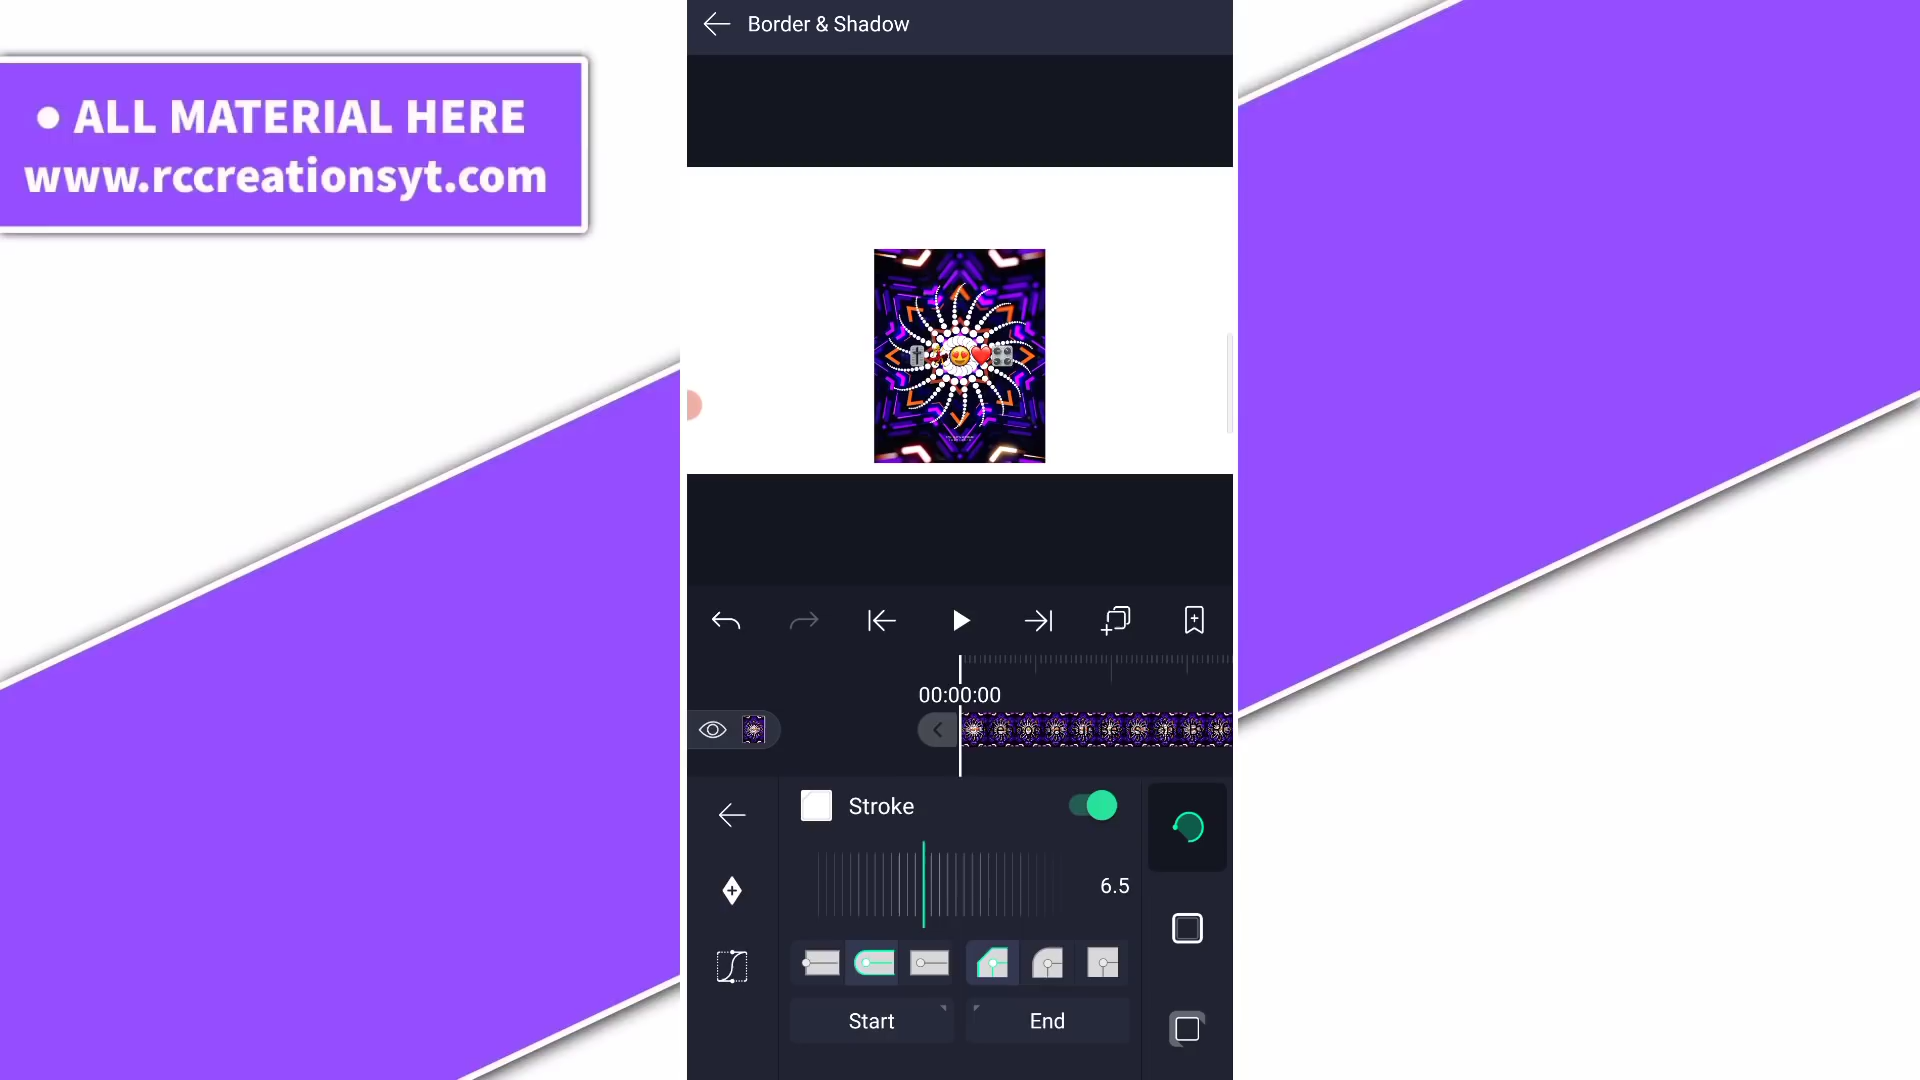 Border & Shadow
• ALL MATERIAL HERE
www.rccreationsyt.com
00:00:00
Stroke
6.5
Start
End